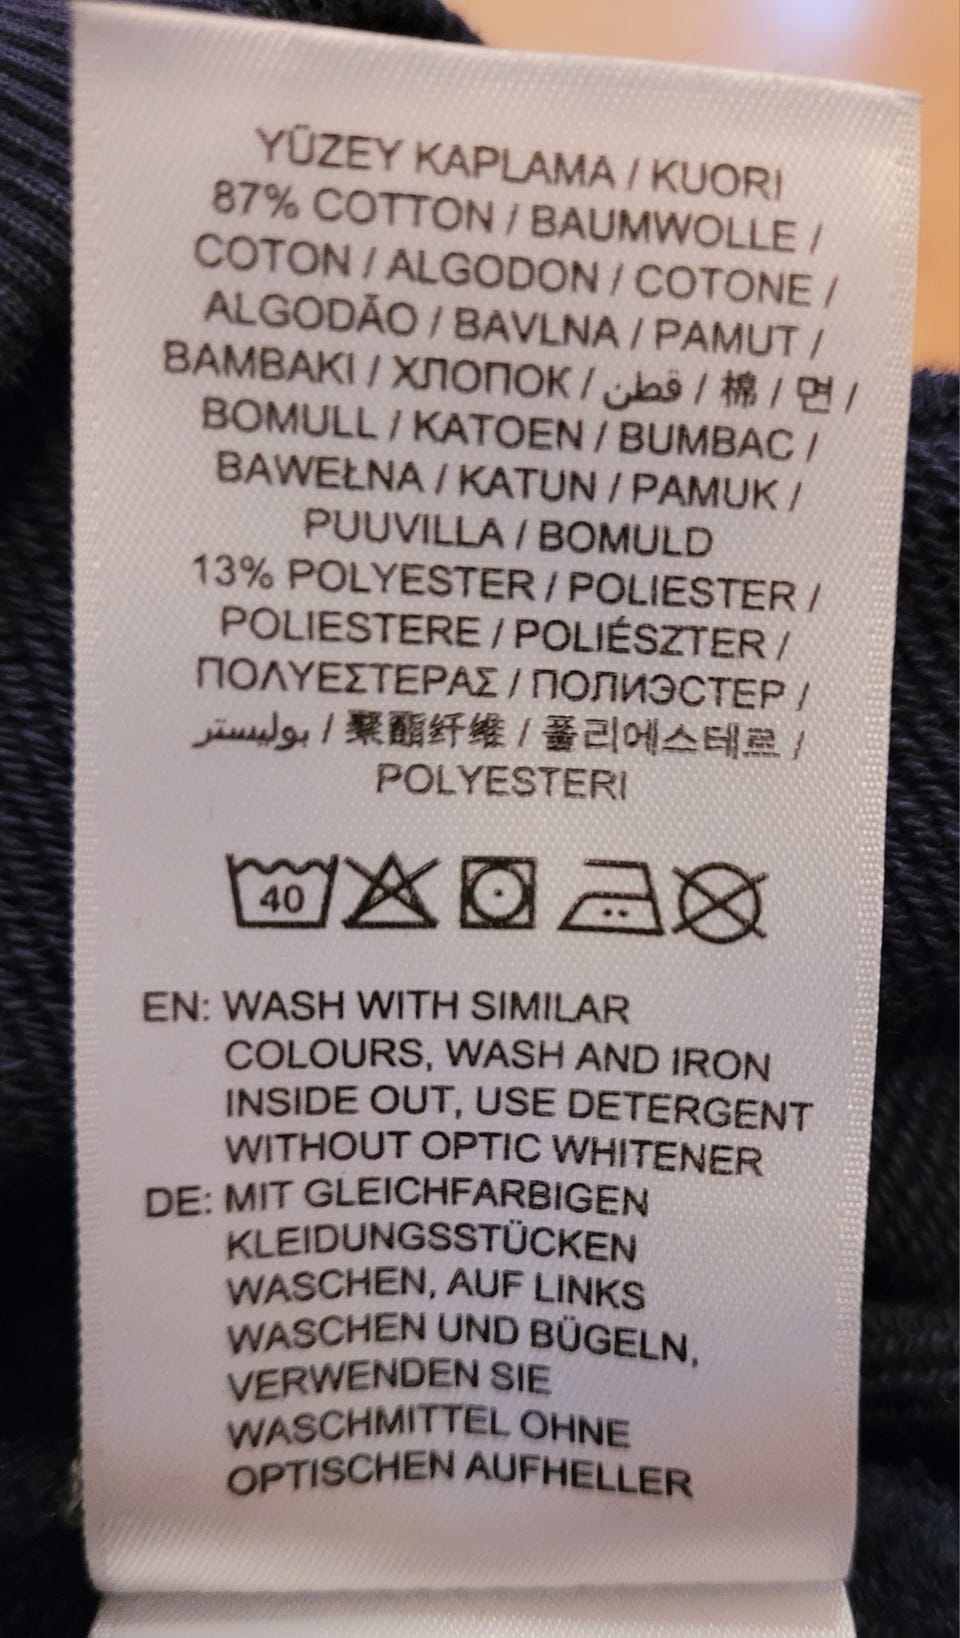 YÜZEY KAPLAMA / KUORI
87% COTTON / BAUMWOLLE /
COTON / ALGODON / COTONE /
ALGODÃO / BAVLNA / PAMUT /
BAMBAKI / ХЛОПОК / قطن / 棉 / 면 /
BOMULL / KATOEN / BUMBAC /
BAWEŁNA / KATUN / PAMUK /
PUUVILLA / BOMULD
13% POLYESTER / POLIESTER /
POLIESTERE / POLIÉSZTER /
ΠΟΛΥΕΣΤΕΡΑΣ / ПОЛИЭСТЕР /
بوليستر / 聚酯纤维 / 폴리에스테르 /
POLYESTERI
40
EN: WASH WITH SIMILAR
COLOURS, WASH AND IRON
INSIDE OUT, USE DETERGENT
WITHOUT OPTIC WHITENER
DE: MIT GLEICHFARBIGEN
KLEIDUNGSSTÜCKEN
WASCHEN, AUF LINKS
WASCHEN UND BÜGELN,
VERWENDEN SIE
WASCHMITTEL OHNE
OPTISCHEN AUFHELLER